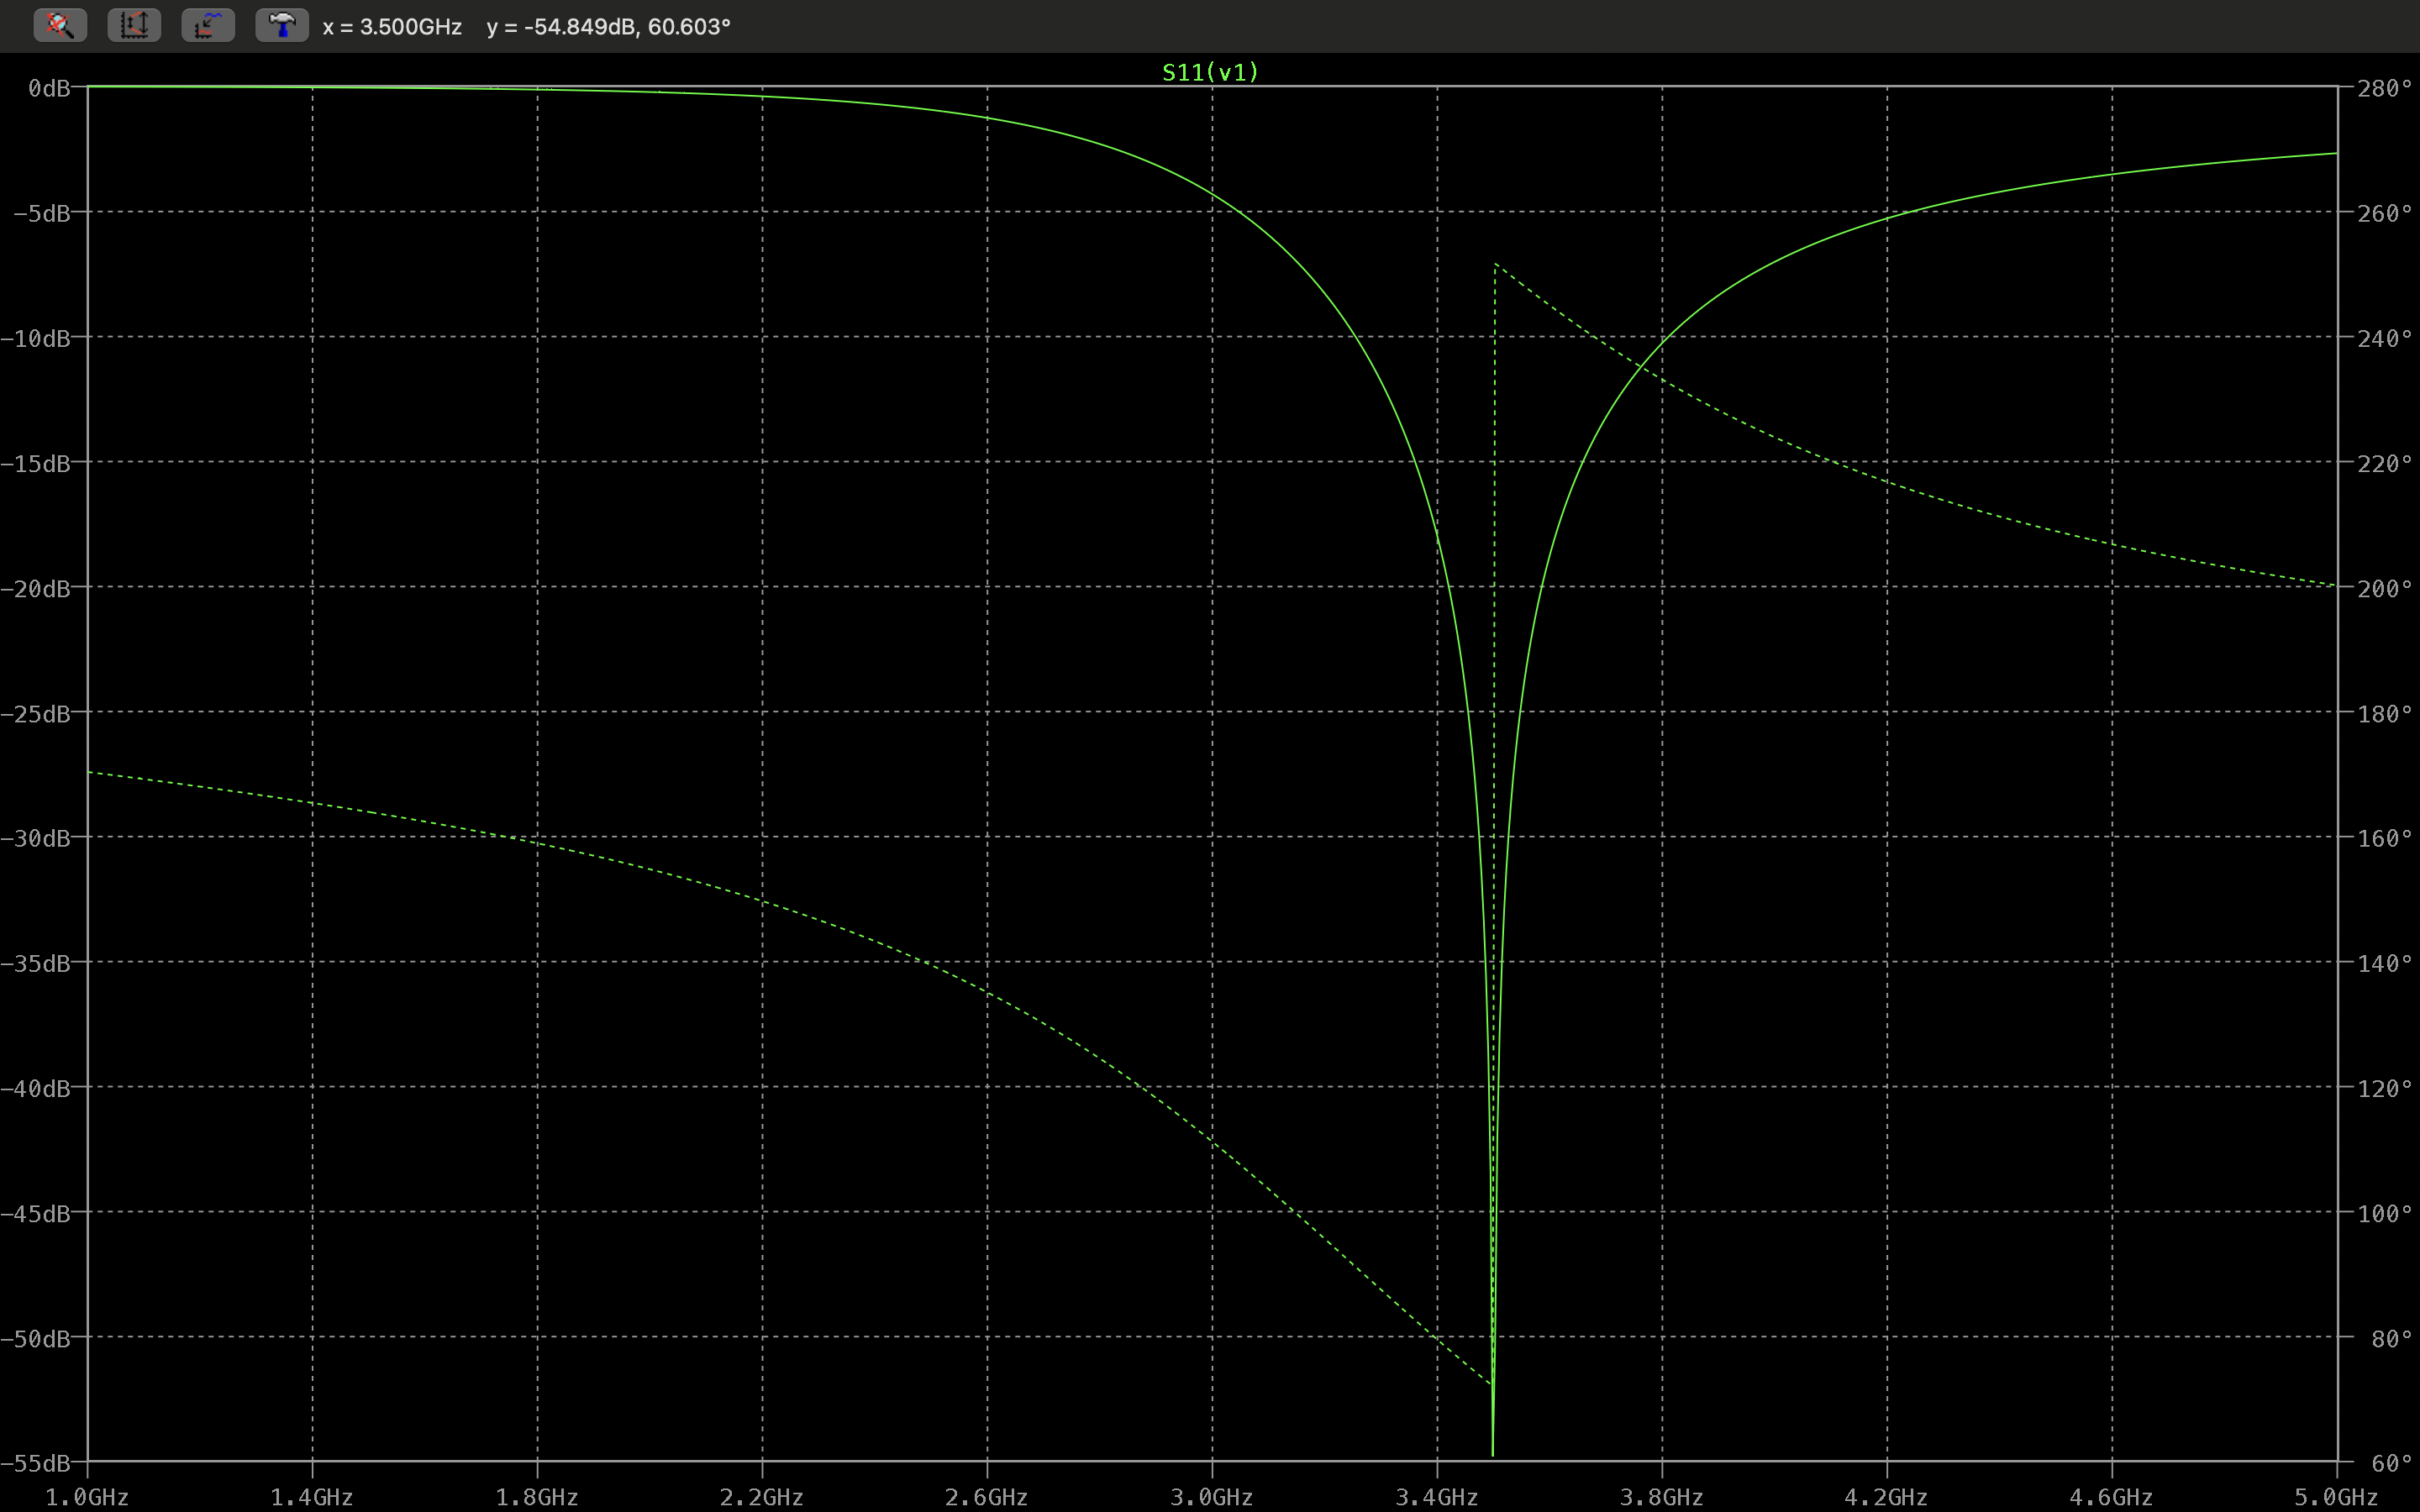 x = 3.500GHz y = -54.849dB, 60.603°
S11(v1)
0dB
−5dB
−10dB
−15dB
−20dB
−25dB
−30dB
−35dB
−40dB
−45dB
−50dB
−55dB
280°
260°
240°
220°
200°
180°
160°
140°
120°
100°
80°
60°
1.0GHz 1.4GHz 1.8GHz 2.2GHz 2.6GHz 3.0GHz 3.4GHz 3.8GHz 4.2GHz 4.6GHz 5.0GHz